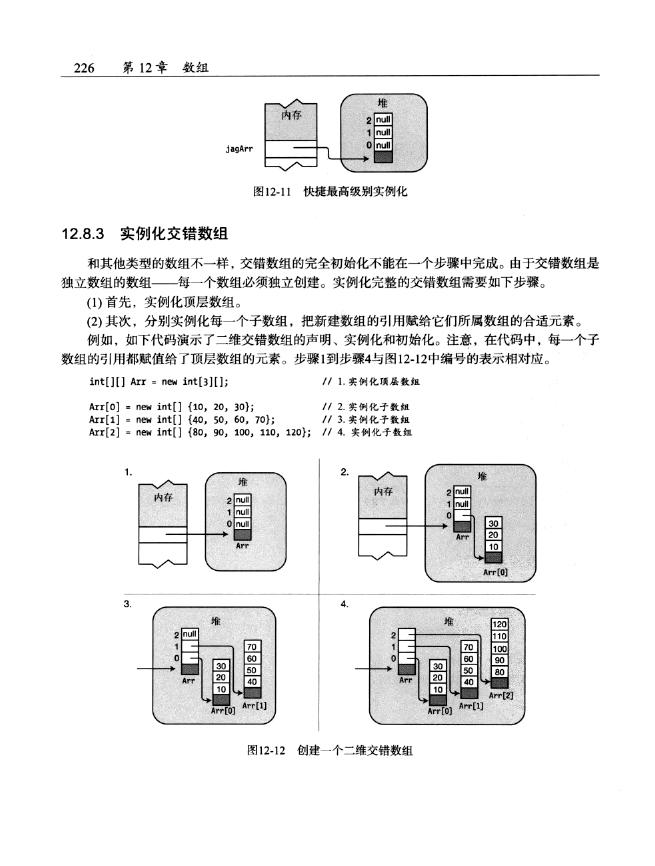 226 第12章 数组
内存
堆
2 null
1 null
0 null
jagArr
图12-11 快捷最高级别实例化
12.8.3 实例化交错数组
和其他类型的数组不一样，交错数组的完全初始化不能在一个步骤中完成。由于交错数组是
独立数组的数组——每一个数组必须独立创建。实例化完整的交错数组需要如下步骤。
(1) 首先，实例化顶层数组。
(2) 其次，分别实例化每一个子数组，把新建数组的引用赋给它们所属数组的合适元素。
例如，如下代码演示了二维交错数组的声明、实例化和初始化。注意，在代码中，每一个子
数组的引用都赋值给了顶层数组的元素。步骤1到步骤4与图12-12中编号的表示相对应。
int[][] Arr = new int[3][]; // 1. 实例化顶层数组
Arr[0] = new int[] {10, 20, 30}; // 2. 实例化子数组
Arr[1] = new int[] {40, 50, 60, 70}; // 3. 实例化子数组
Arr[2] = new int[] {80, 90, 100, 110, 120}; // 4. 实例化子数组
1.
内存
堆
2 null
1 null
0 null
Arr
2.
内存
堆
2 null
1 null
0
Arr
30
20
10
Arr[0]
3.
堆
2 null
1
0
Arr
30
20
10
Arr[0]
70
60
50
40
Arr[1]
4.
堆
2
1
0
Arr
30
20
10
Arr[0]
70
60
50
40
Arr[1]
120
110
100
90
80
Arr[2]
图12-12 创建一个二维交错数组